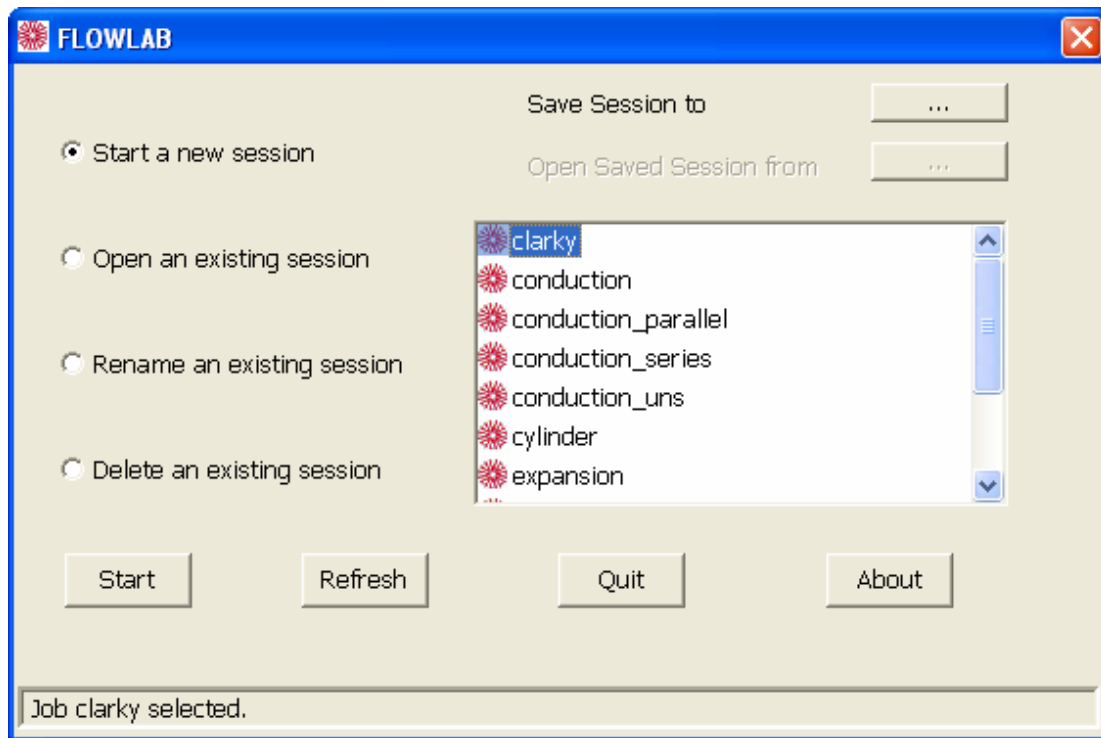 FLOWLAB
Save Session to
...
Start a new session
Open Saved Session from
...
Open an existing session
Rename an existing session
Delete an existing session
clarky
conduction
conduction_parallel
conduction_series
conduction_uns
cylinder
expansion
Start
Refresh
Quit
About
Job clarky selected.